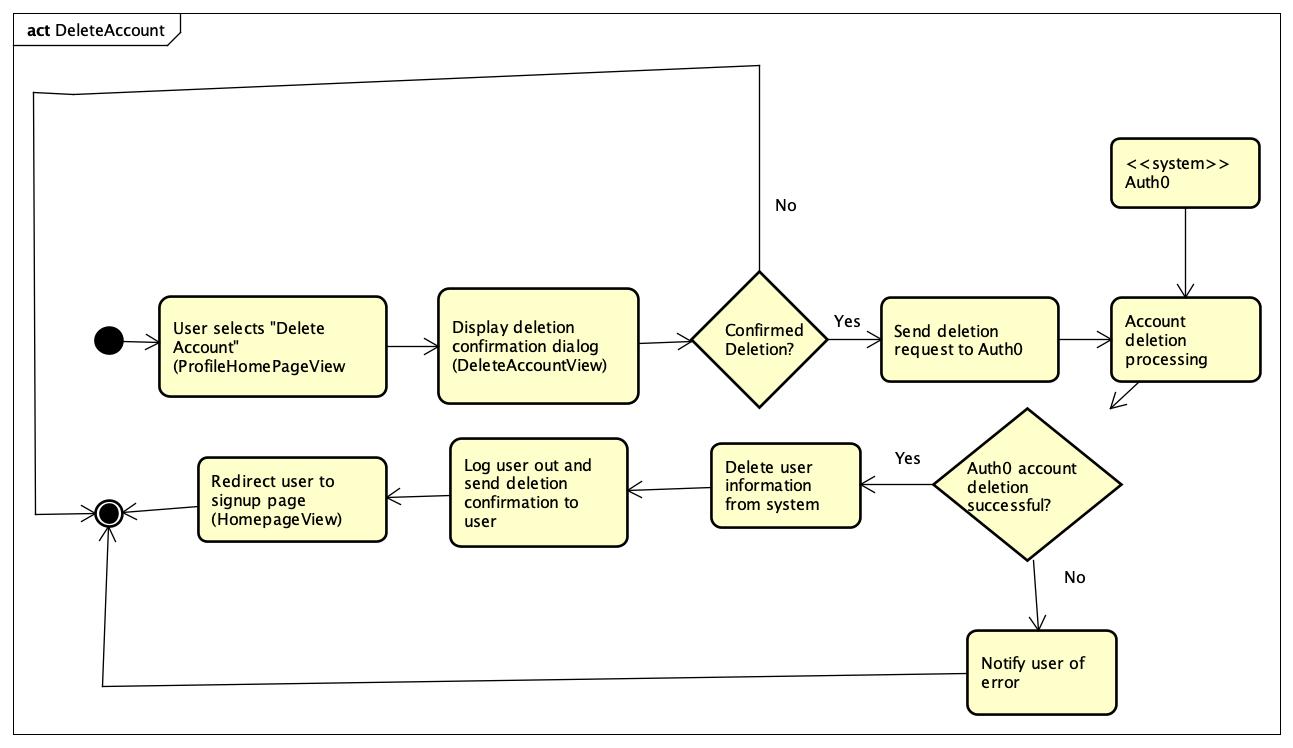 act DeleteAccount
No
<<system>>
Auth0
User selects "Delete
Account"
(ProfileHomePageView
Display deletion
confirmation dialog
(DeleteAccountView)
Confirmed
Deletion?
Yes
Send deletion
request to Auth0
Account
deletion
processing
Auth0 account
deletion
successful?
Yes
Delete user
information
from system
Log user out and
send deletion
confirmation to
user
Redirect user to
signup page
(HomepageView)
No
Notify user of
error